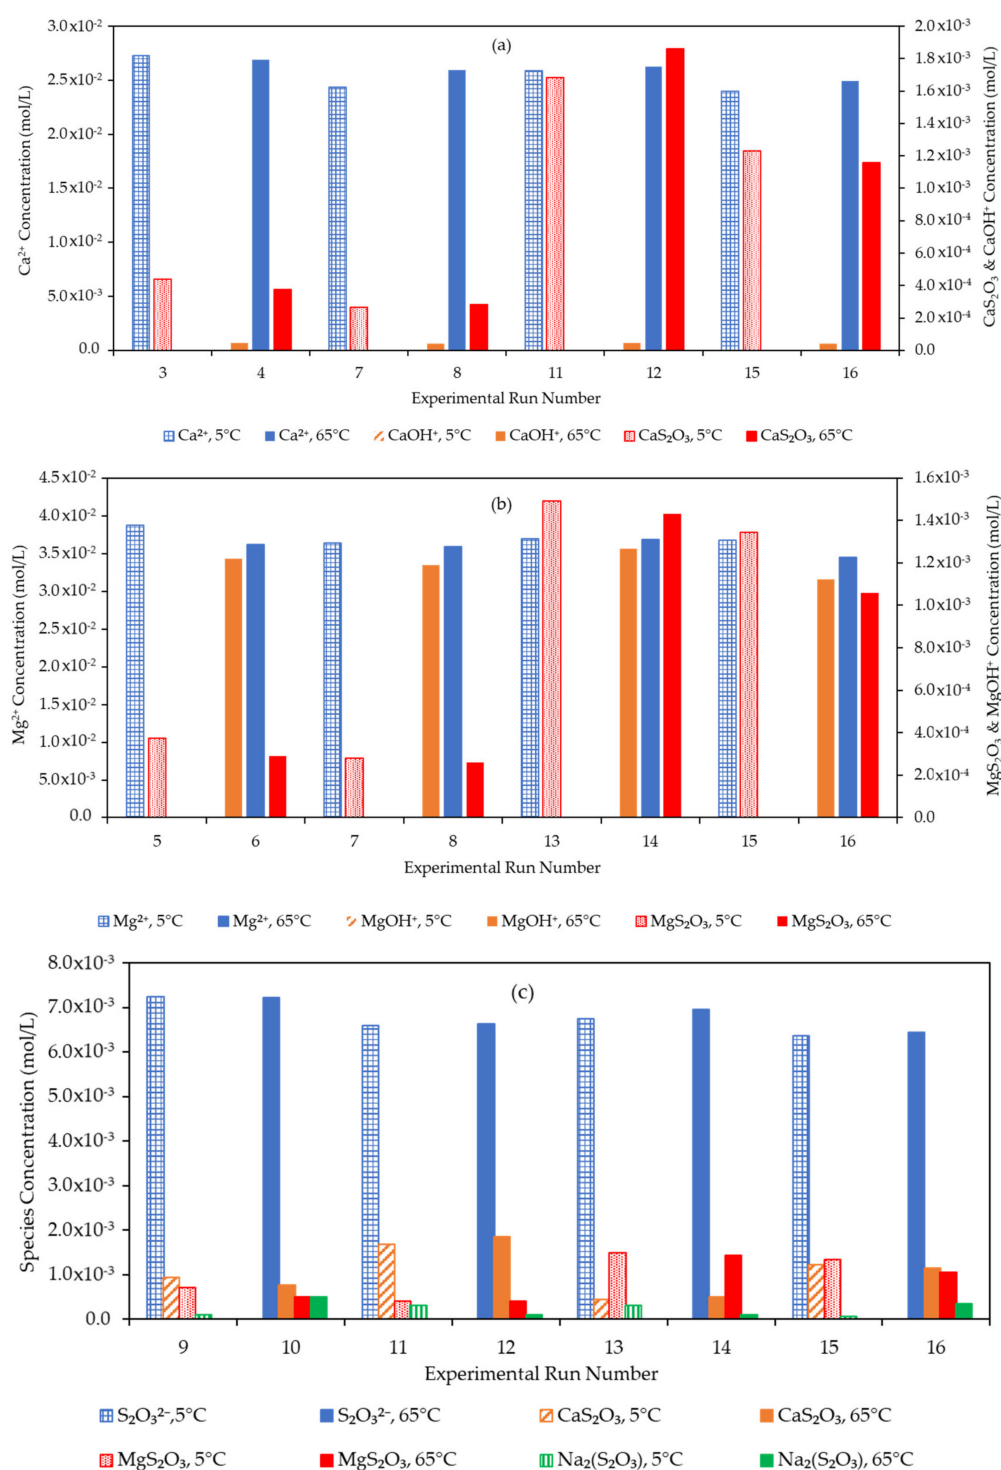 (a)
Ca²⁺ Concentration (mol/L)
3.0x10⁻²
2.5x10⁻²
2.0x10⁻²
1.5x10⁻²
1.0x10⁻²
5.0x10⁻³
0.0
CaS₂O₃ & CaOH⁺ Concentration (mol/L)
2.0x10⁻³
1.8x10⁻³
1.6x10⁻³
1.4x10⁻³
1.2x10⁻³
1.0x10⁻³
8.0x10⁻⁴
6.0x10⁻⁴
4.0x10⁻⁴
2.0x10⁻⁴
0.0
3 4 7 8 11 12 15 16
Experimental Run Number
Ca²⁺, 5°C Ca²⁺, 65°C CaOH⁺, 5°C CaOH⁺, 65°C CaS₂O₃, 5°C CaS₂O₃, 65°C
(b)
Mg²⁺ Concentration (mol/L)
4.5x10⁻²
4.0x10⁻²
3.5x10⁻²
3.0x10⁻²
2.5x10⁻²
2.0x10⁻²
1.5x10⁻²
1.0x10⁻²
5.0x10⁻³
0.0
MgS₂O₃ & MgOH⁺ Concentration (mol/L)
1.6x10⁻³
1.4x10⁻³
1.2x10⁻³
1.0x10⁻³
8.0x10⁻⁴
6.0x10⁻⁴
4.0x10⁻⁴
2.0x10⁻⁴
0.0
5 6 7 8 13 14 15 16
Experimental Run Number
Mg²⁺, 5°C Mg²⁺, 65°C MgOH⁺, 5°C MgOH⁺, 65°C MgS₂O₃, 5°C MgS₂O₃, 65°C
(c)
Species Concentration (mol/L)
8.0x10⁻³
7.0x10⁻³
6.0x10⁻³
5.0x10⁻³
4.0x10⁻³
3.0x10⁻³
2.0x10⁻³
1.0x10⁻³
0.0
9 10 11 12 13 14 15 16
Experimental Run Number
S₂O₃²⁻,5°C S₂O₃²⁻, 65°C CaS₂O₃, 5°C CaS₂O₃, 65°C
MgS₂O₃, 5°C MgS₂O₃, 65°C Na₂(S₂O₃), 5°C Na₂(S₂O₃), 65°C